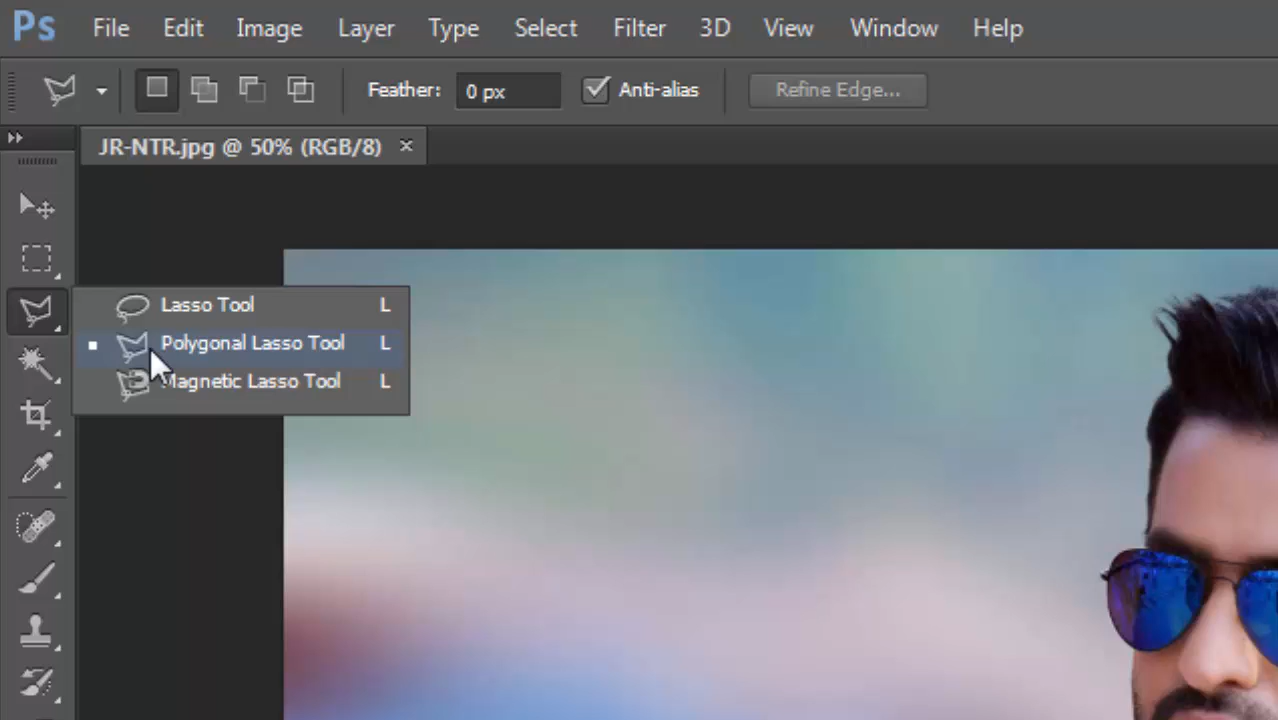 Ps File Edit Image Layer Type Select Filter 3D View Window Help
Feather: 0 px Anti-alias Refine Edge...
JR-NTR.jpg @ 50% (RGB/8) ×
Lasso Tool L
Polygonal Lasso Tool L
Magnetic Lasso Tool L